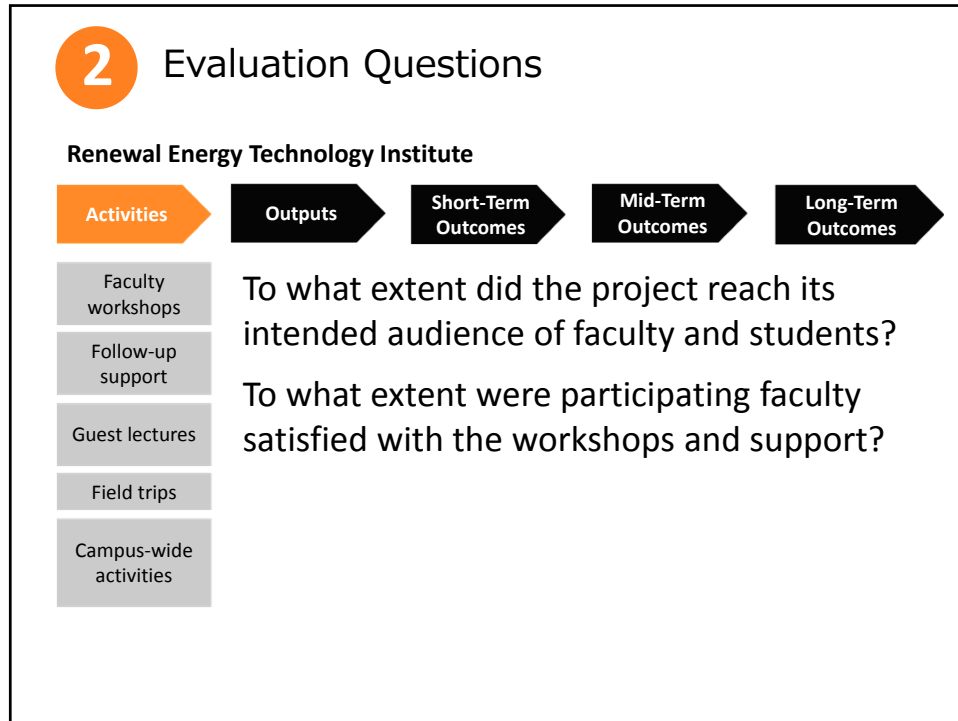 2
Evaluation Questions
Renewal Energy Technology Institute
Activities
Outputs
Short-Term
Outcomes
Mid-Term
Outcomes
Long-Term
Outcomes
Faculty
workshops
Follow-up
support
Guest lectures
Field trips
Campus-wide
activities
To what extent did the project reach its
intended audience of faculty and students?
To what extent were participating faculty
satisfied with the workshops and support?